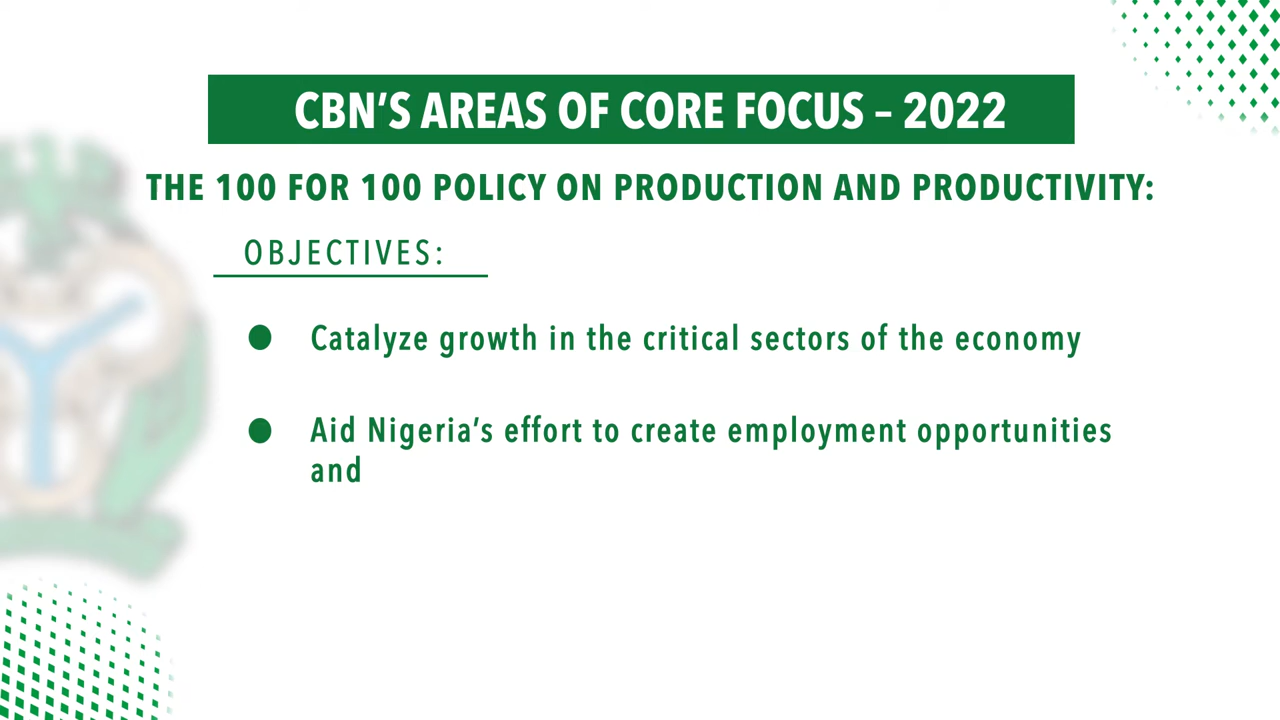 CBN’S AREAS OF CORE FOCUS – 2022
THE 100 FOR 100 POLICY ON PRODUCTION AND PRODUCTIVITY:
OBJECTIVES:
● Catalyze growth in the critical sectors of the economy
● Aid Nigeria’s effort to create employment opportunities
and